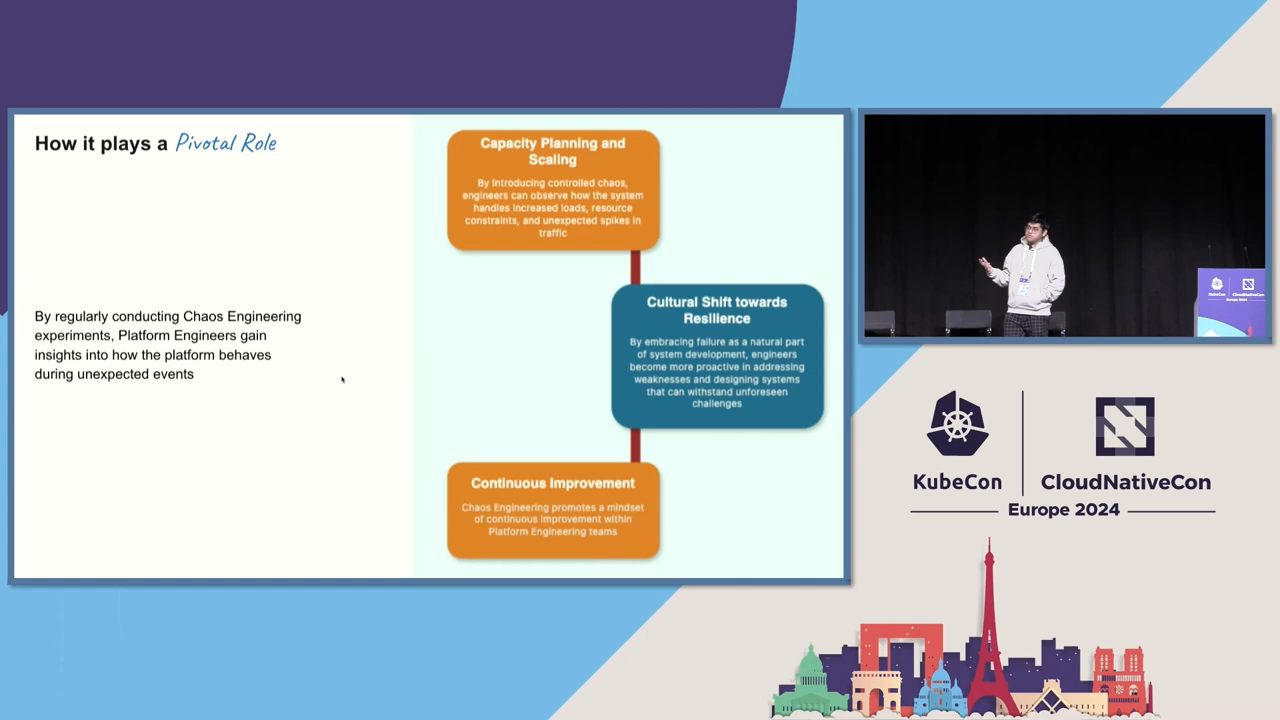 How it plays a Pivotal Role
By regularly conducting Chaos Engineering
experiments, Platform Engineers gain
insights into how the platform behaves
during unexpected events
Capacity Planning and
Scaling
By introducing controlled chaos,
engineers can observe how the system
handles increased loads, resource
constraints, and unexpected spikes in
traffic
Cultural Shift towards
Resilience
By embracing failure as a natural part
of system development, engineers
become more proactive in addressing
weaknesses and designing systems
that can withstand unforeseen
challenges
Continuous Improvement
Chaos Engineering promotes a mindset
of continuous improvement within
Platform Engineering teams
KubeCon
CloudNativeCon
Europe 2024
KubeCon
CloudNativeCon
Europe 2024